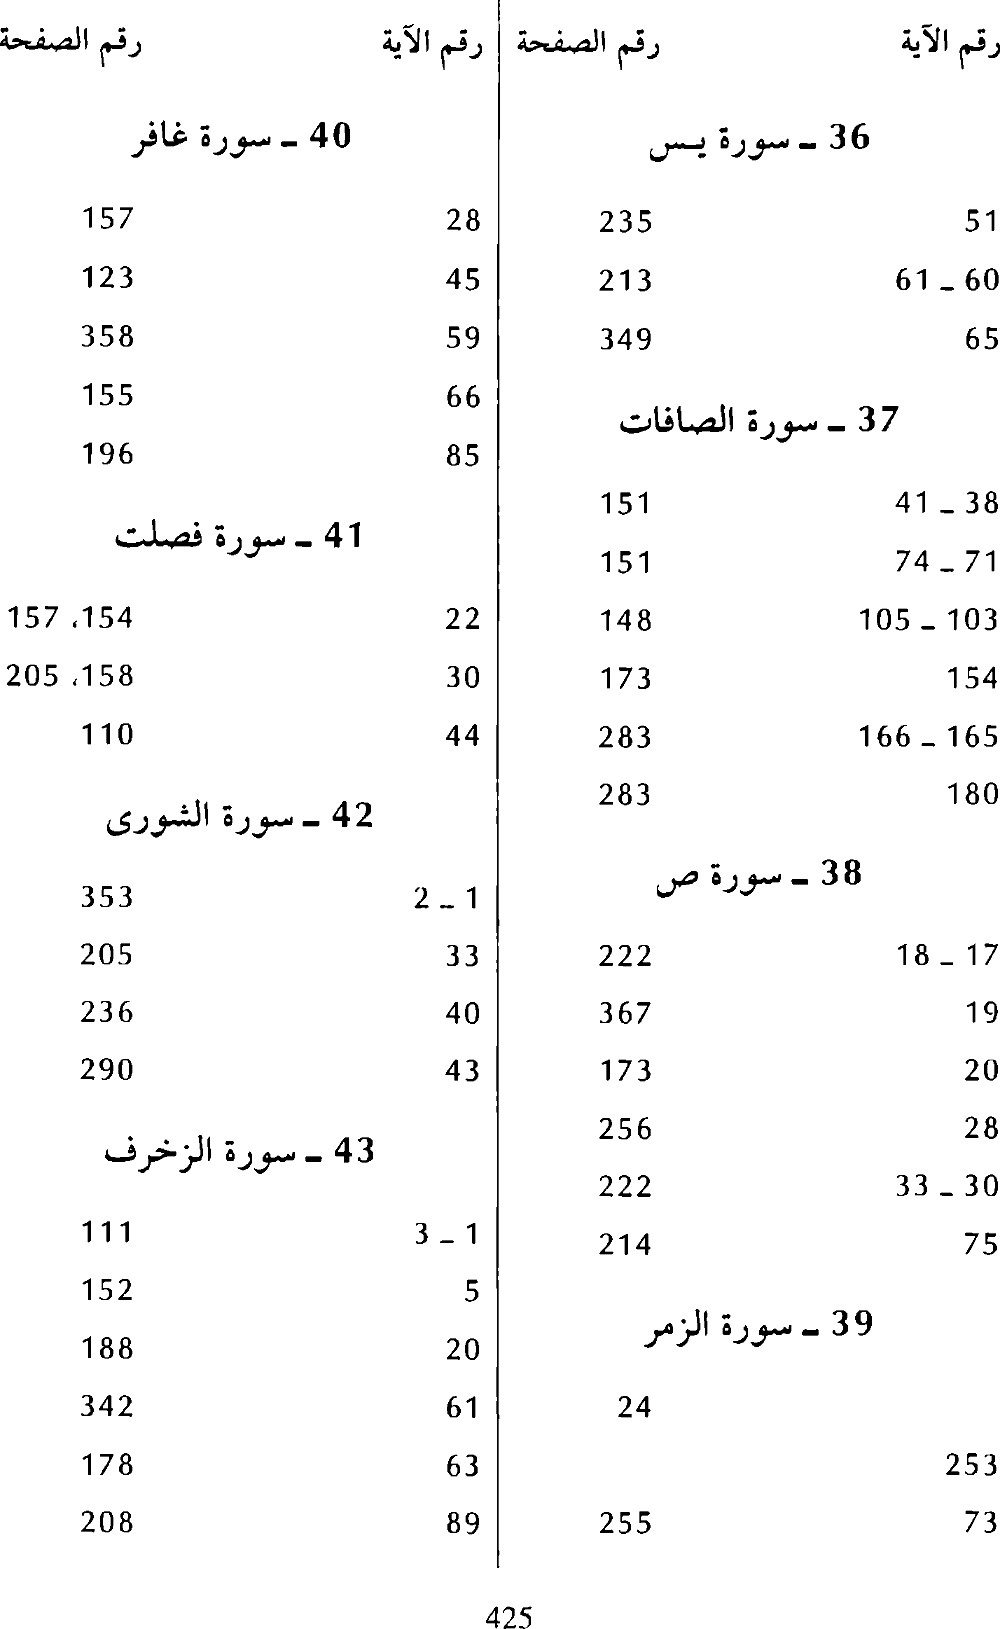 رقم الآية رقم الصفحة
36 ـ سورة يـس
51 235
60 ـ 61 213
65 349
37 ـ سورة الصافات
38 ـ 41 151
71 ـ 74 151
103 ـ 105 148
154 173
165 ـ 166 283
180 283
38 ـ سورة ص
17 ـ 18 222
19 367
20 173
28 256
30 ـ 33 222
75 214
39 ـ سورة الزمر
24
253
73 255
رقم الآية رقم الصفحة
40 ـ سورة غافر
28 157
45 123
59 358
66 155
85 196
41 ـ سورة فصلت
22 154، 157
30 158، 205
44 110
42 ـ سورة الشورى
1 ـ 2 353
33 205
40 236
43 290
43 ـ سورة الزخرف
1 ـ 3 111
5 152
20 188
61 342
63 178
89 208
425